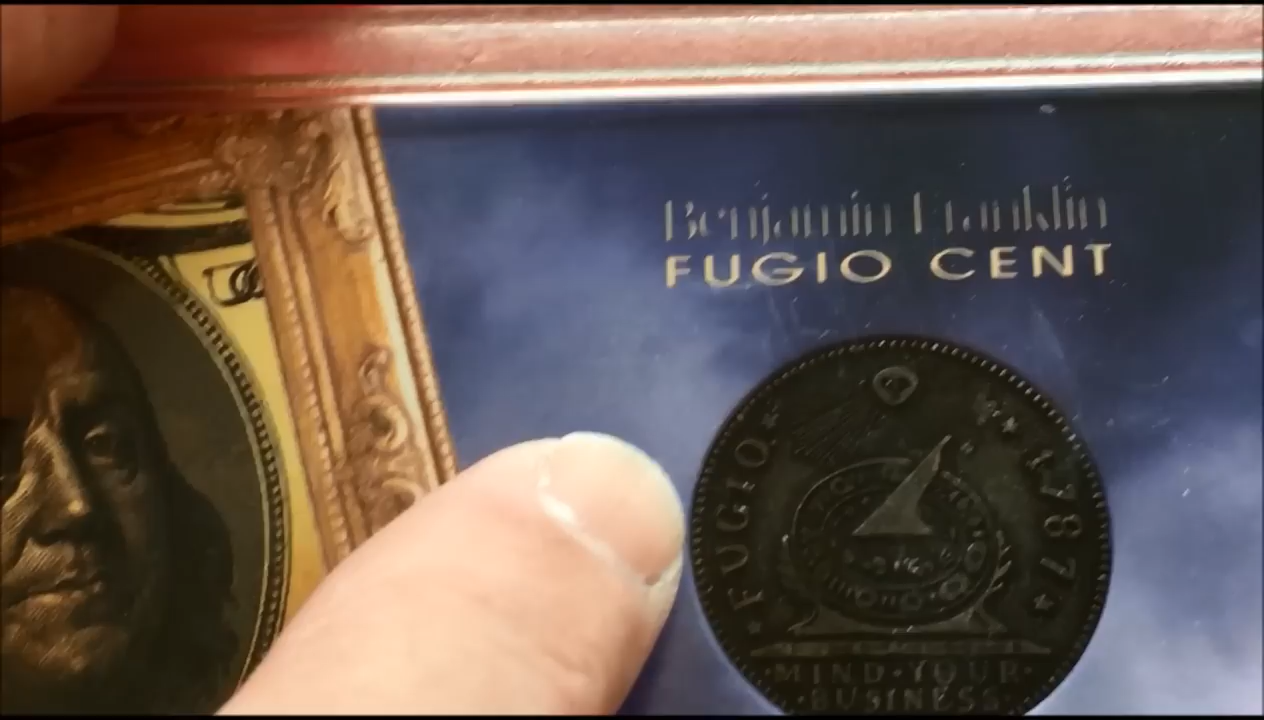 Benjamin Franklin
FUGIO CENT
FUGIO
1787
MIND·YOUR·
·BUSINESS·